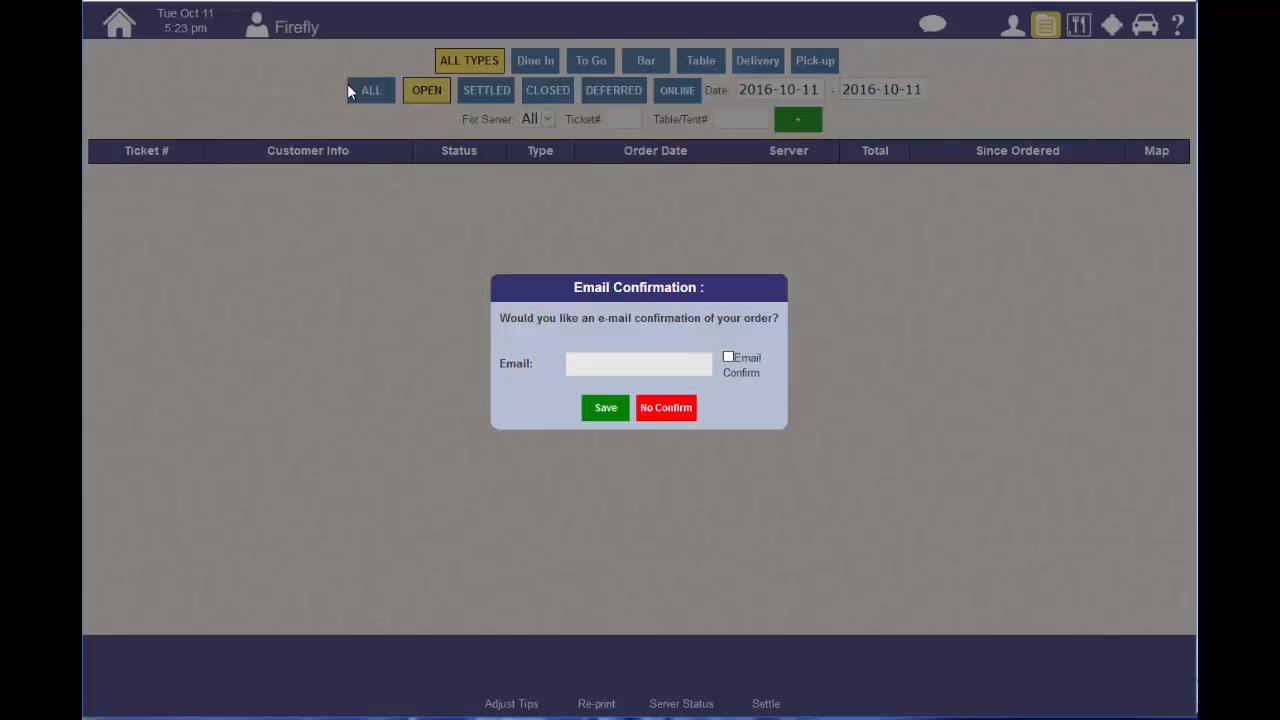 Tue Oct 11
5:23 pm
Firefly
?
ALL TYPES Dine In To Go Bar Table Delivery Pick-up
ALL OPEN SETTLED CLOSED DEFERRED ONLINE Date: 2016-10-11 - 2016-10-11
For Server: All Ticket# Table/Tent# +
Ticket # Customer Info Status Type Order Date Server Total Since Ordered Map
Email Confirmation :
Would you like an e-mail confirmation of your order?
Email: Email
Confirm
Save No Confirm
Adjust Tips Re-print Server Status Settle